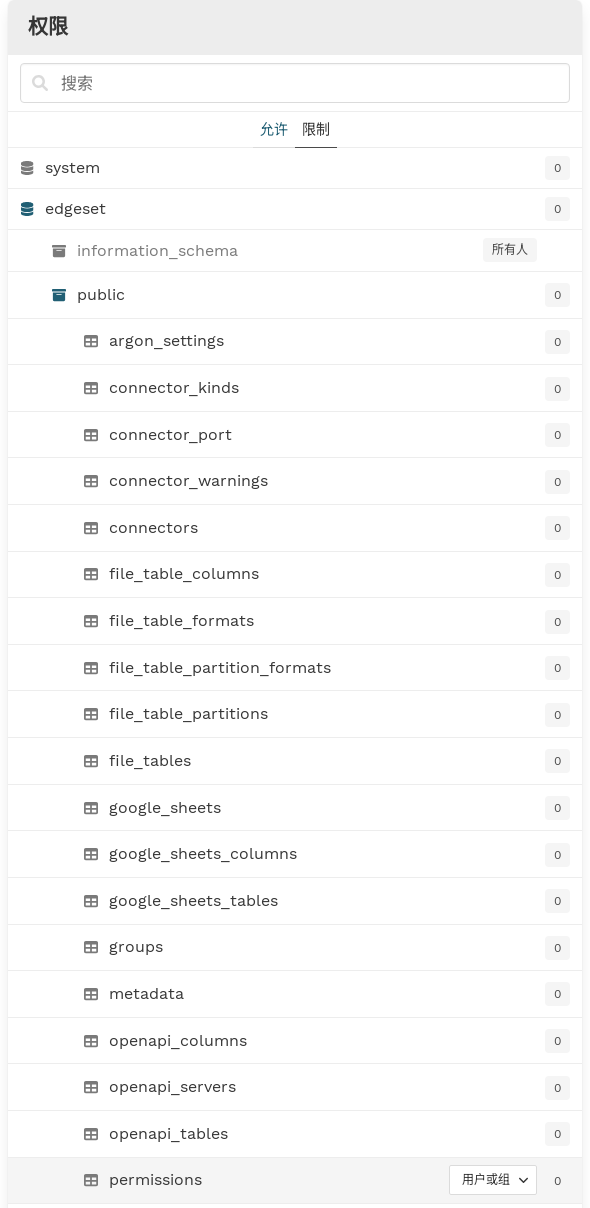 权限
搜索
允许 限制
system 0
edgeset 0
information_schema 所有人
public 0
argon_settings 0
connector_kinds 0
connector_port 0
connector_warnings 0
connectors 0
file_table_columns 0
file_table_formats 0
file_table_partition_formats 0
file_table_partitions 0
file_tables 0
google_sheets 0
google_sheets_columns 0
google_sheets_tables 0
groups 0
metadata 0
openapi_columns 0
openapi_servers 0
openapi_tables 0
permissions 用户或组 0